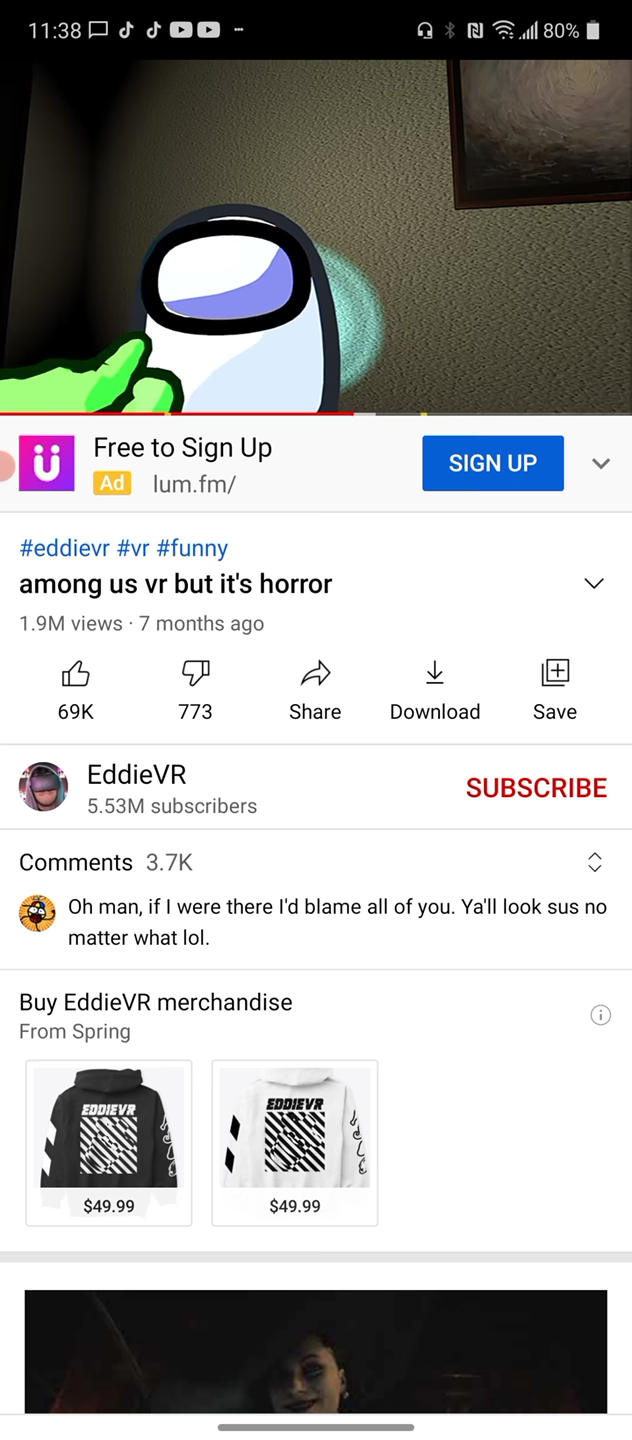 11:38
80%
Free to Sign Up
SIGN UP
Ad lum.fm/
#eddievr #vr #funny
among us vr but it's horror
1.9M views · 7 months ago
69K
773
Share
Download
Save
EddieVR
5.53M subscribers
SUBSCRIBE
Comments 3.7K
Oh man, if I were there I'd blame all of you. Ya'll look sus no
matter what lol.
Buy EddieVR merchandise
From Spring
EDDIEVR
$49.99
EDDIEVR
$49.99